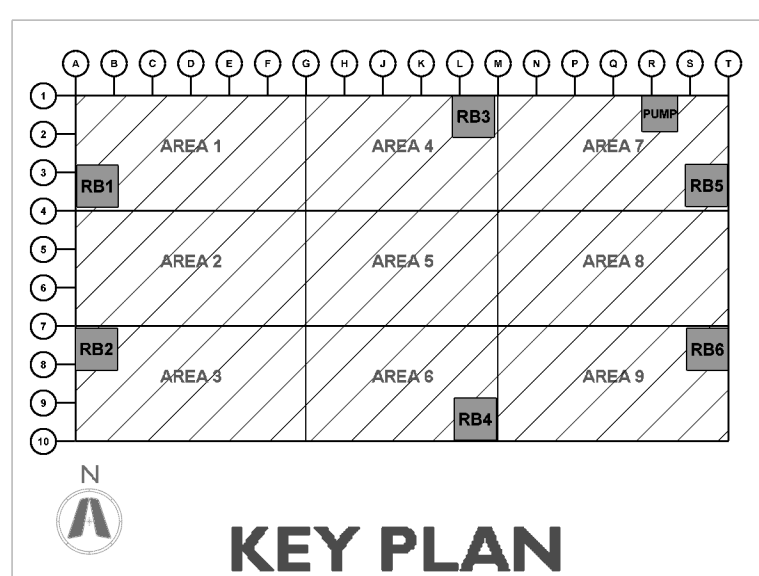 A B C D E F G H J K L M N P Q R S T
1
RB3
PUMP
2
AREA 1 AREA 4 AREA 7
3
RB1 RB5
4
5
AREA 2 AREA 5 AREA 8
6
7
RB2 RB6
8
AREA 3 AREA 6 AREA 9
9
RB4
10
N
KEY PLAN